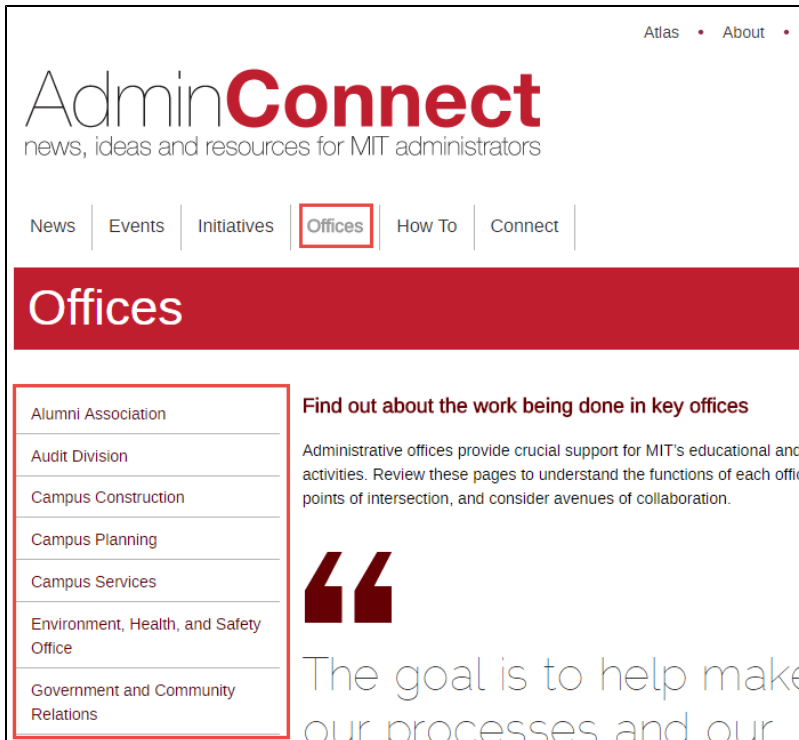 Atlas • About •
AdminConnect
news, ideas and resources for MIT administrators
News Events Initiatives Offices How To Connect
Offices
Alumni Association
Audit Division
Campus Construction
Campus Planning
Campus Services
Environment, Health, and Safety
Office
Government and Community
Relations
Find out about the work being done in key offices
Administrative offices provide crucial support for MIT's educational and
activities. Review these pages to understand the functions of each
points of intersection, and consider avenues of collaboration.
“
The goal is to help make
our processes and our